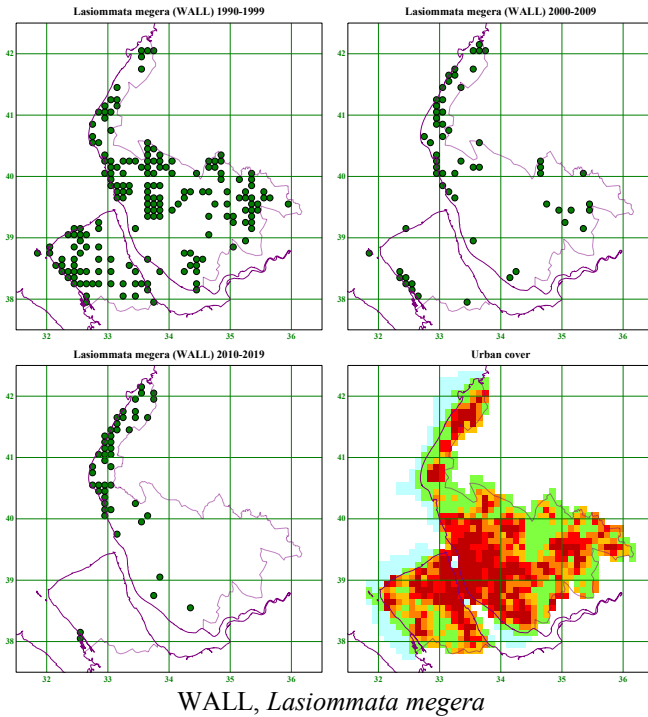 Lasiommata megera (WALL) 1990-1999
42
41
40
39
38
32 33 34 35 36
Lasiommata megera (WALL) 2000-2009
42
41
40
39
38
32 33 34 35 36
Lasiommata megera (WALL) 2010-2019
42
41
40
39
38
32 33 34 35 36
Urban cover
42
41
40
39
38
32 33 34 35 36
WALL, Lasiommata megera